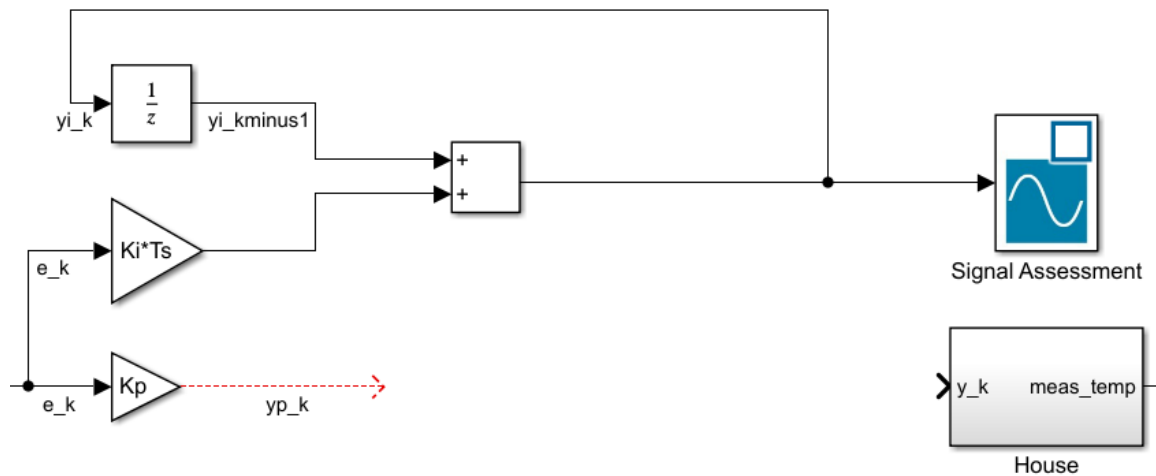 1
z
yi_k
yi_kminus1
+
+
Ki*Ts
e_k
Signal Assessment
Kp
e_k
yp_k
y_k
meas_temp
House